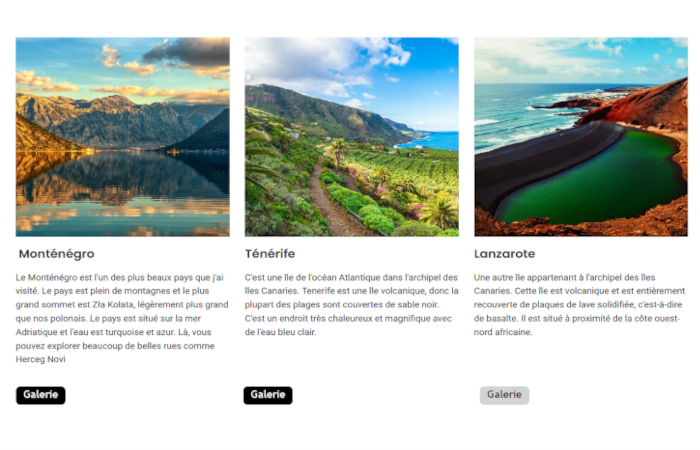 Monténégro
Le Monténégro est l'un des plus beaux pays que j'ai
visité. Le pays est plein de montagnes et le plus
grand sommet est Zła Kolata, légèrement plus grand
que nos polonais. Le pays est situé sur la mer
Adriatique et l'eau est turquoise et azur. Là, vous
pouvez explorer beaucoup de belles rues comme
Herceg Novi
Galerie
Ténérife
C'est une île de l'océan Atlantique dans l'archipel des
îles Canaries. Tenerife est une île volcanique, donc la
plupart des plages sont couvertes de sable noir.
C'est un endroit très chaleureux et magnifique avec
de l'eau bleu clair.
Galerie
Lanzarote
Une autre île appartenant à l'archipel des îles
Canaries. Cette île est volcanique et est entièrement
recouverte de plaques de lave solidifiée, c'est-à-dire
de basalte. Il est situé à proximité de la côte ouest-
nord africaine.
Galerie